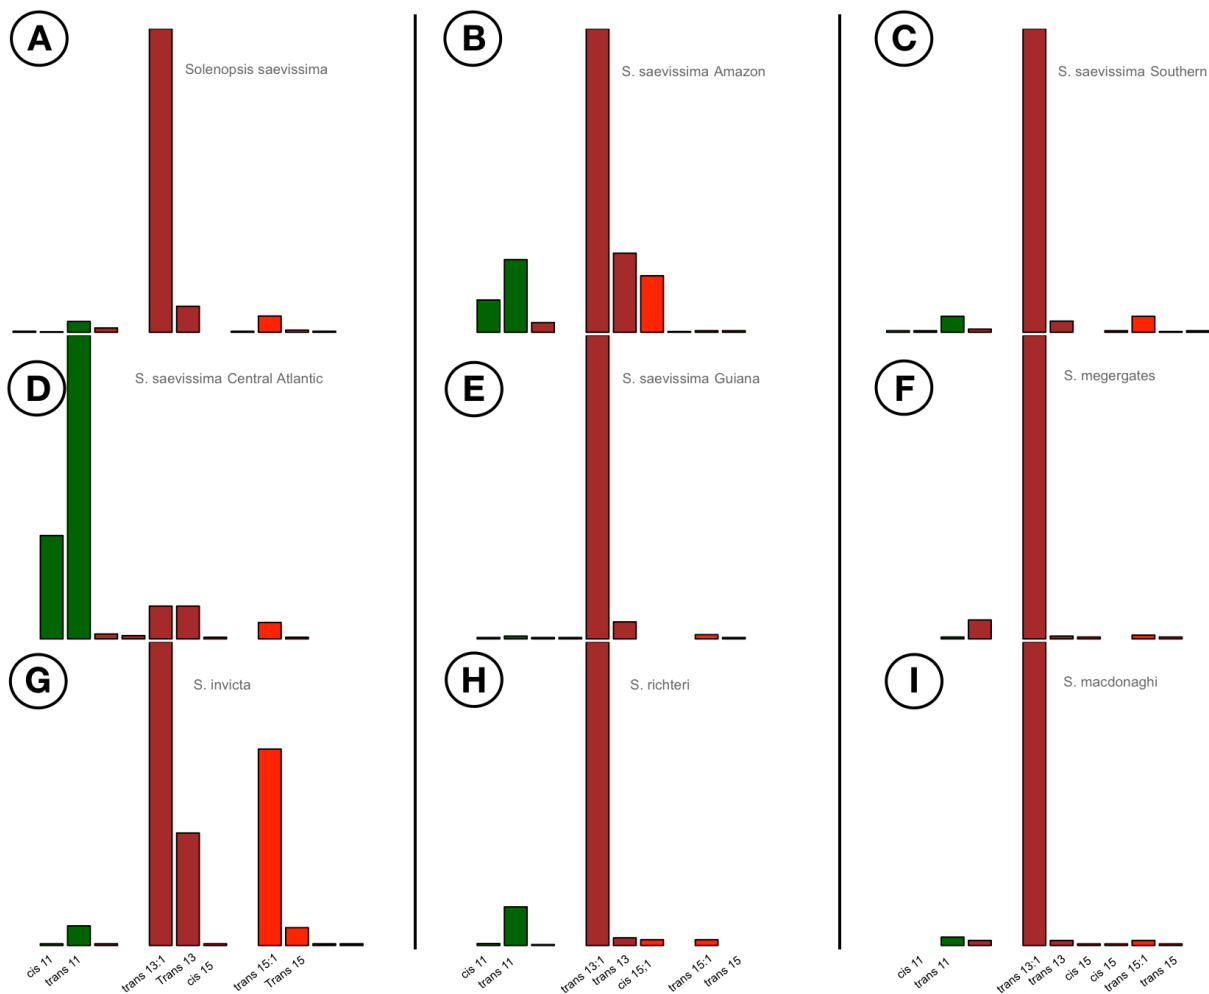 A
Solenopsis saevissima
B
S. saevissima Amazon
C
S. saevissima Southern
D
S. saevissima Central Atlantic
E
S. saevissima Guiana
F
S. megergates
G
S. invicta
H
S. richteri
I
S. macdonaghi
cis 11
trans 11
trans 13:1
Trans 13
cis 15
trans 15:1
Trans 15
cis 11
trans 11
trans 13:1
trans 13
cis 15:1
trans 15:1
trans 15
cis 11
trans 11
trans 13:1
trans 13
cis 15
cis 15
trans 15:1
trans 15